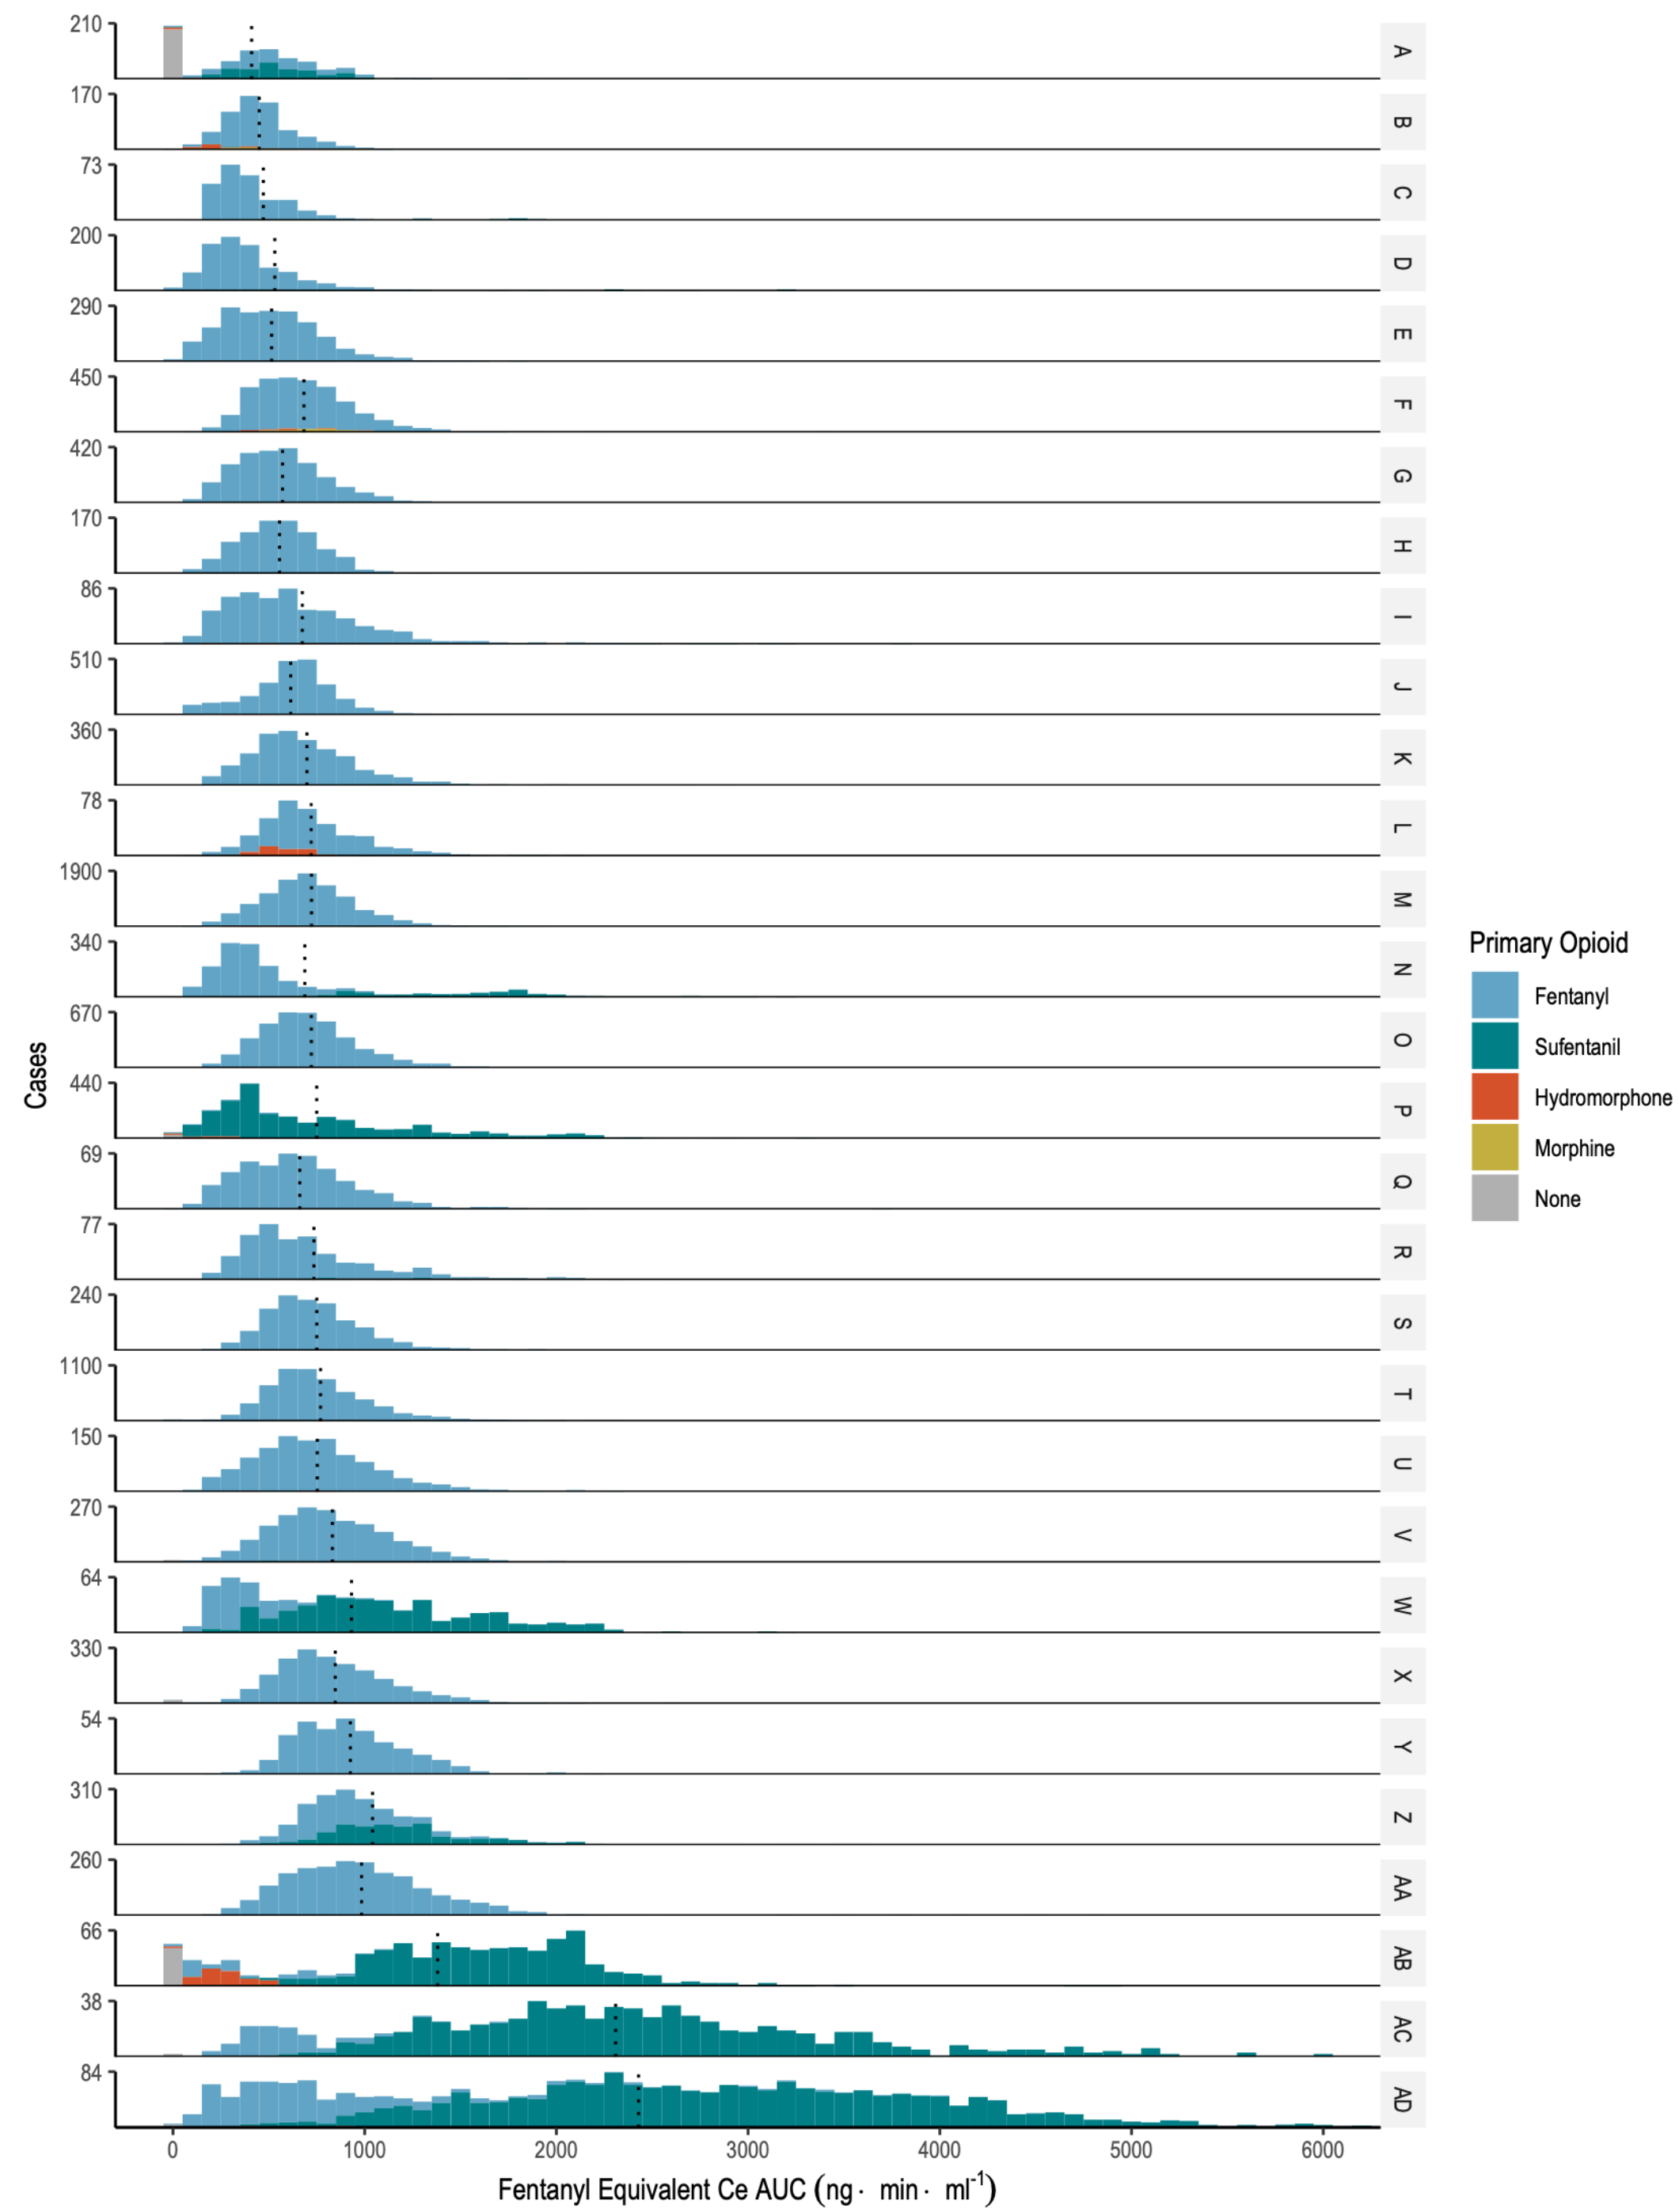 210 A
170 B
73 C
200 D
290 E
450 F
420 G
170 H
86 I
510 J
360 K
78 L
1900 M
340 N
670 O
440 P
69 Q
77 R
240 S
1100 T
150 U
270 V
64 W
330 X
54 Y
310 Z
260 AA
66 AB
38 AC
84 AD
Cases
0 1000 2000 3000 4000 5000 6000
Fentanyl Equivalent Ce AUC (ng · min · ml⁻¹)
Primary Opioid
Fentanyl
Sufentanil
Hydromorphone
Morphine
None